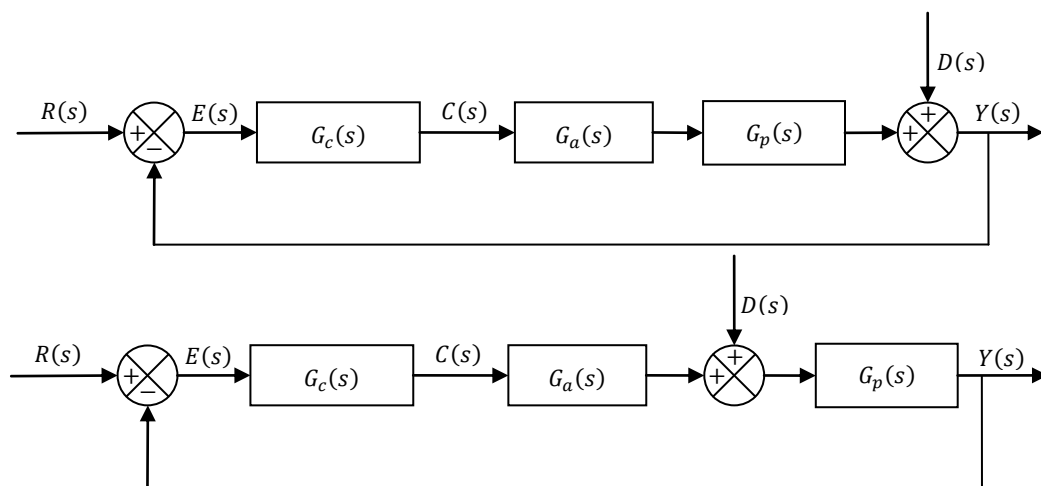 D(s)
R(s) + − E(s) G_c(s) C(s) G_a(s) G_p(s) + + Y(s)
D(s)
R(s) + − E(s) G_c(s) C(s) G_a(s) + + G_p(s) Y(s)